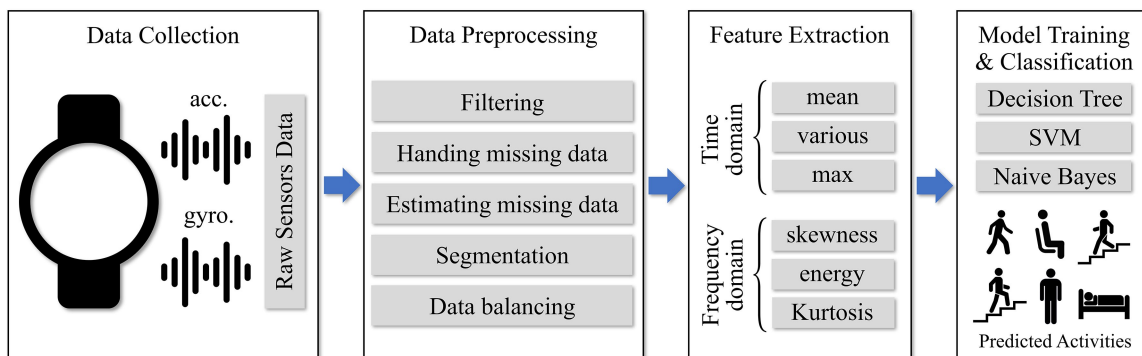 Data Collection
acc.
gyro.
Raw Sensors Data
Data Preprocessing
Filtering
Handing missing data
Estimating missing data
Segmentation
Data balancing
Feature Extraction
Time
domain
mean
various
max
Frequency
domain
skewness
energy
Kurtosis
Model Training
& Classification
Decision Tree
SVM
Naive Bayes
Predicted Activities